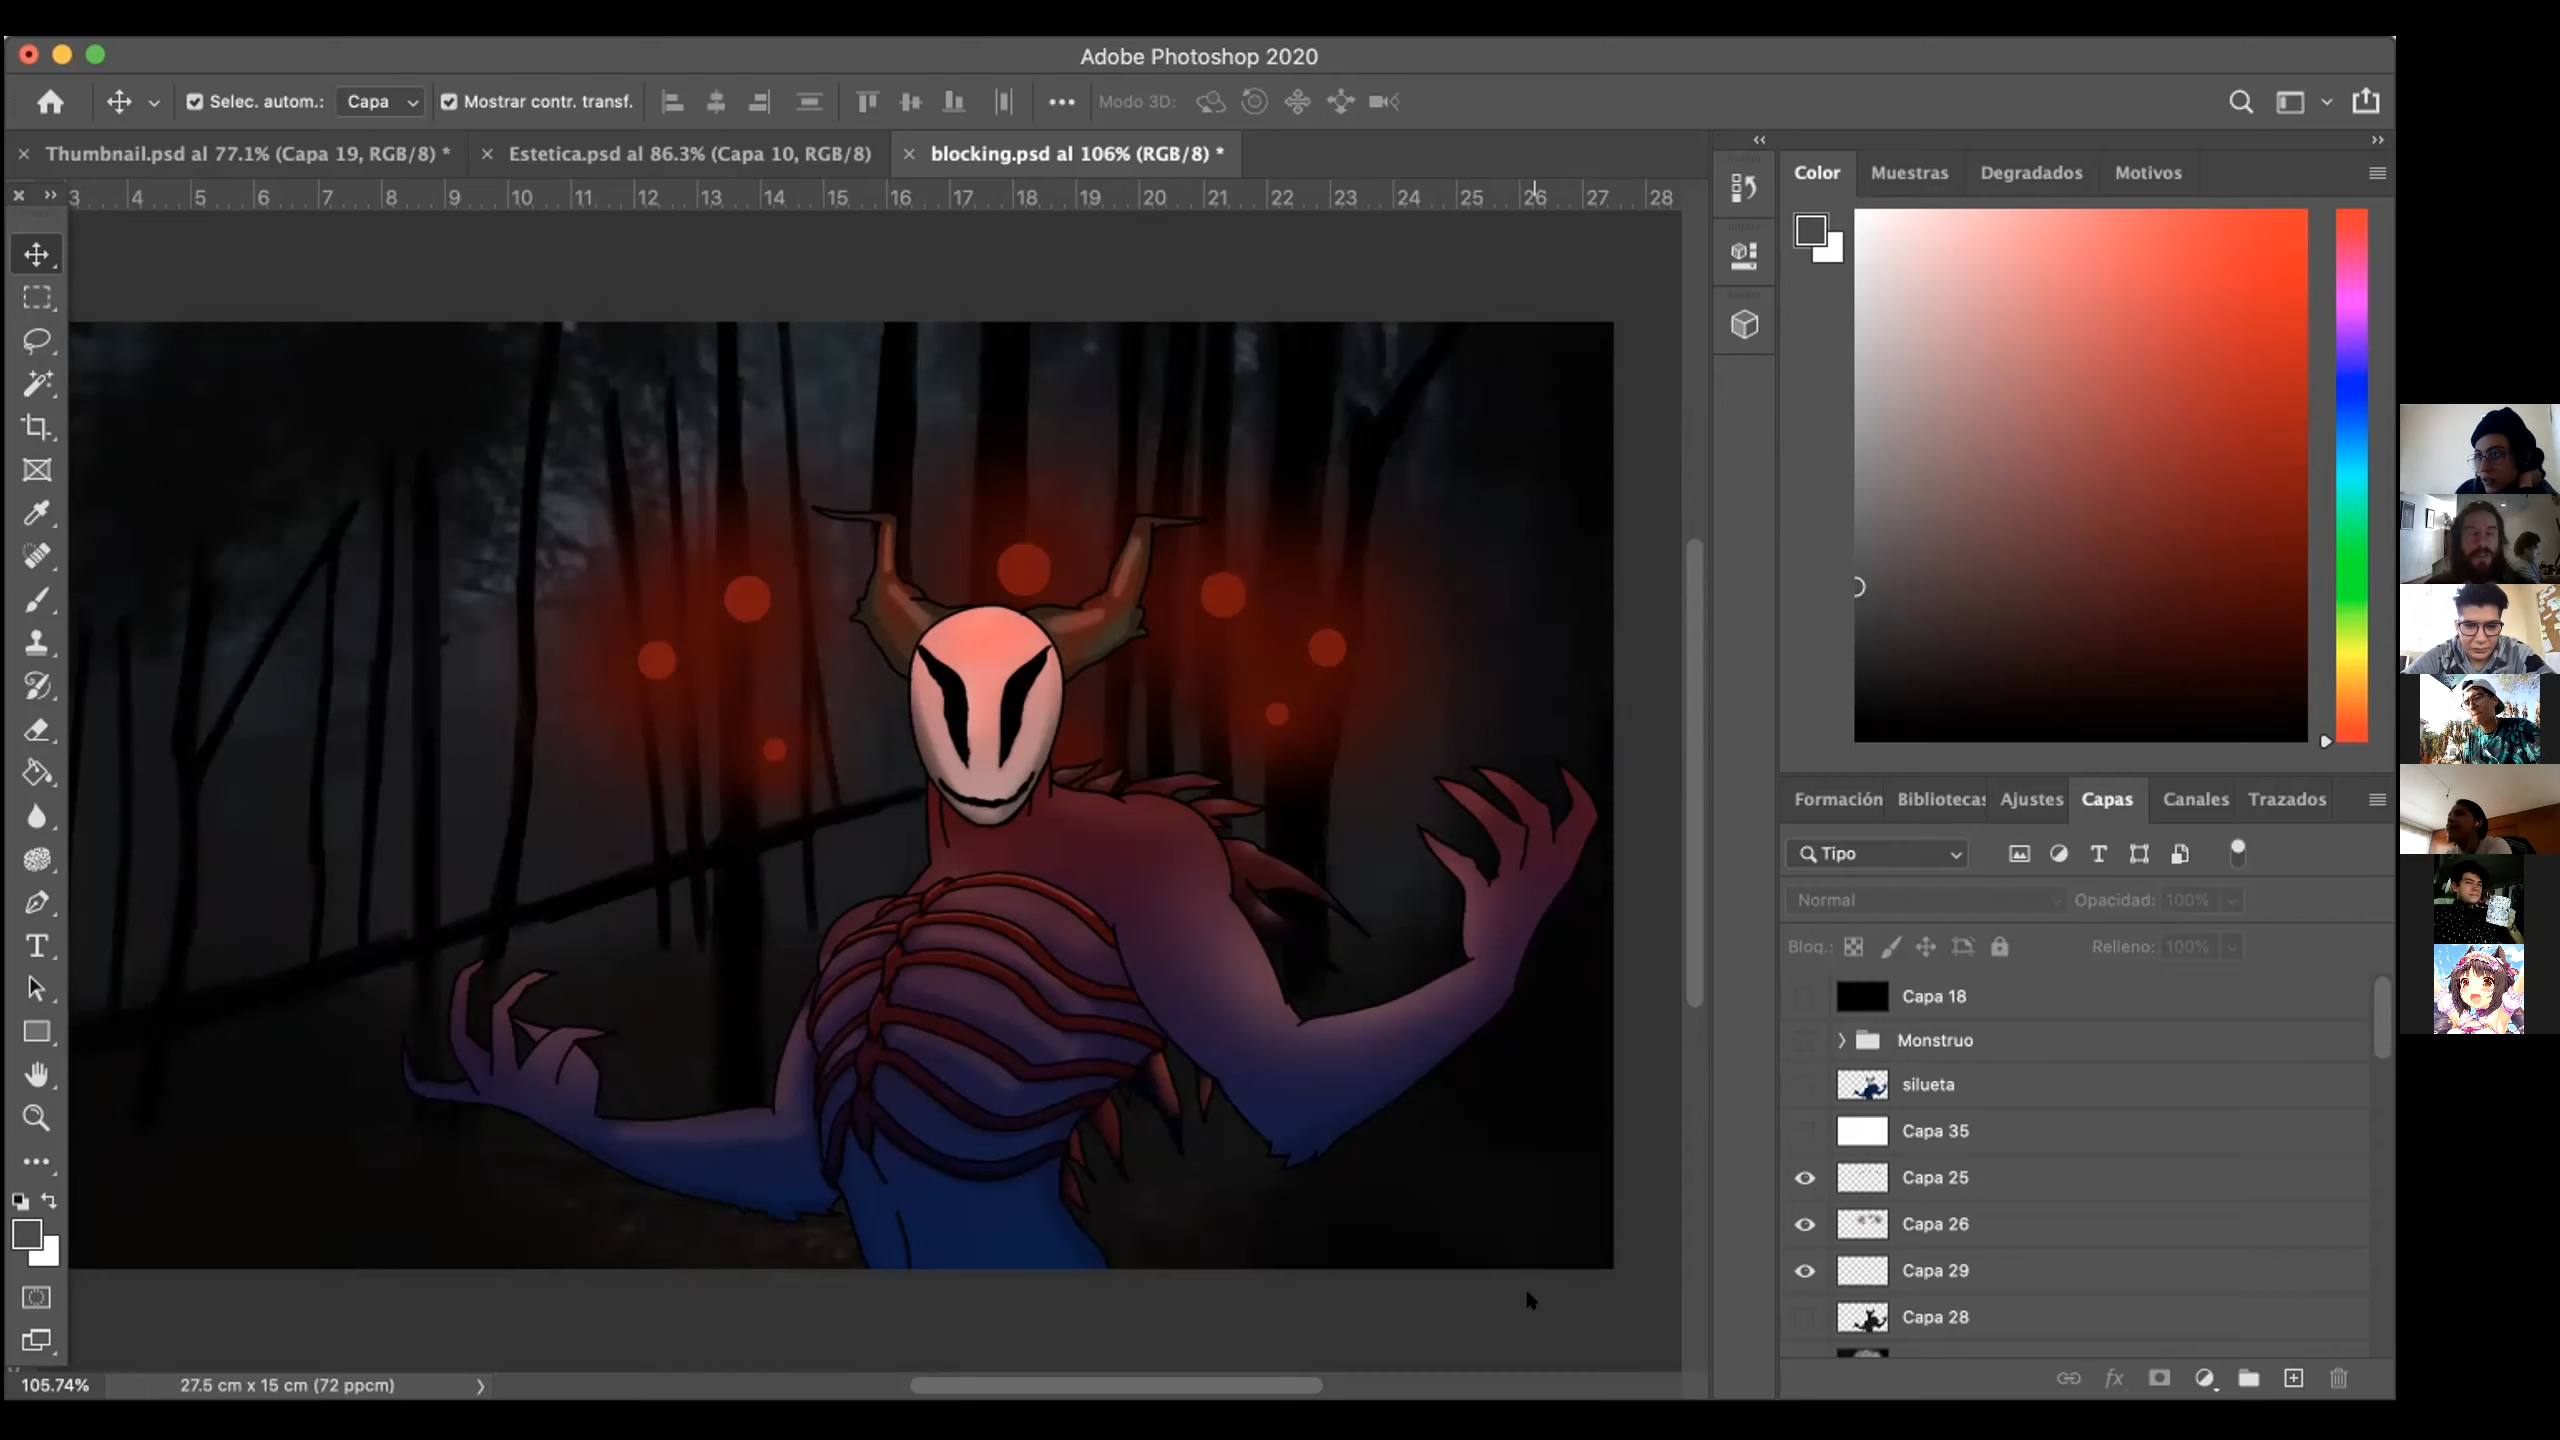 Adobe Photoshop 2020
Selec. autom.: Capa Mostrar contr. transf. Modo 3D:
Thumbnail.psd al 77.1% (Capa 19, RGB/8) * Estetica.psd al 86.3% (Capa 10, RGB/8) blocking.psd al 106% (RGB/8) *
3 4 5 6 7 8 9 10 11 12 13 14 15 16 17 18 19 20 21 22 23 24 25 26 27 28
Color Muestras Degradados Motivos
Formación Bibliotecas Ajustes Capas Canales Trazados
Tipo
Normal Opacidad: 100%
Bloq.: Relleno: 100%
Capa 18
Monstruo
silueta
Capa 35
Capa 25
Capa 26
Capa 29
Capa 28
105.74% 27.5 cm x 15 cm (72 ppcm)